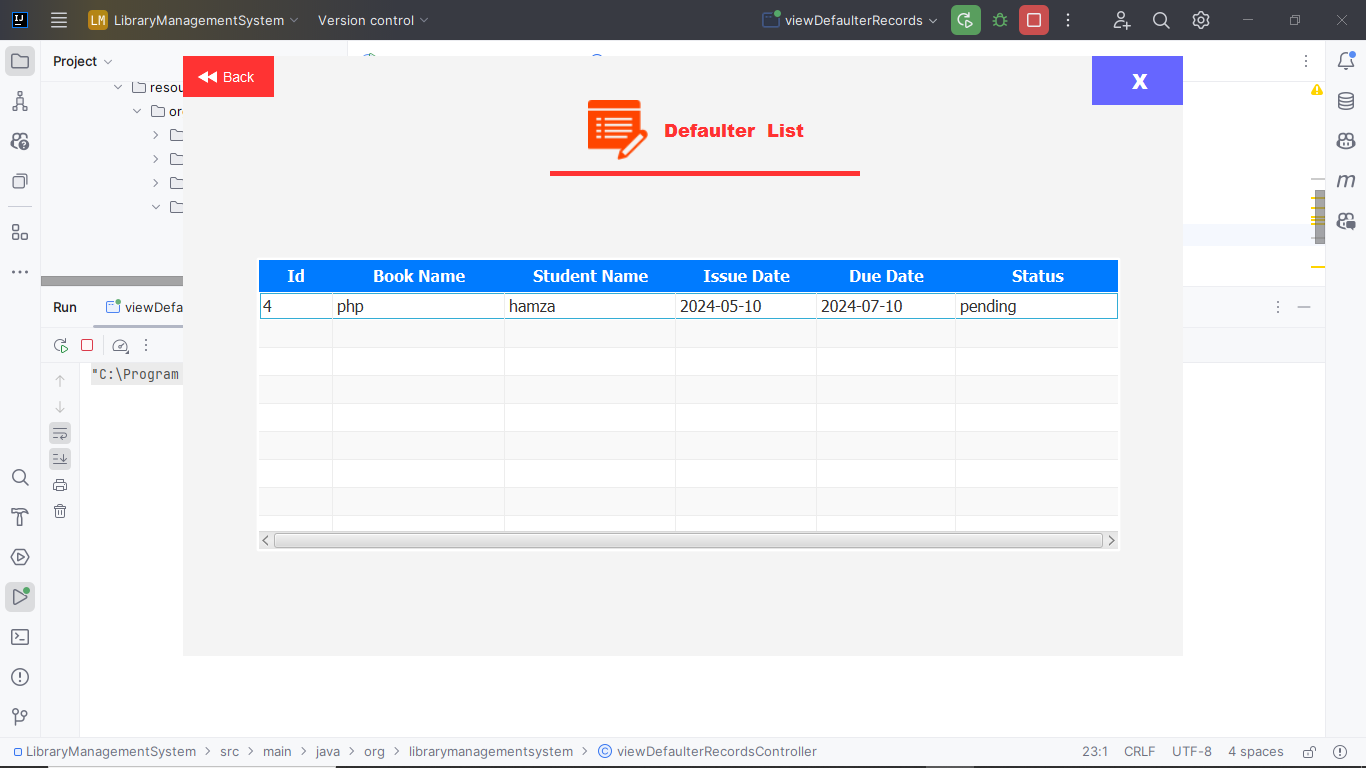 LM LibraryManagementSystem Version control viewDefaulterRecords
Project
Back
X
resou
or
Defaulter List
Id Book Name Student Name Issue Date Due Date Status
4 php hamza 2024-05-10 2024-07-10 pending
Run viewDefa
"C:\Program
LibraryManagementSystem > src > main > java > org > librarymanagementsystem > viewDefaulterRecordsController 23:1 CRLF UTF-8 4 spaces